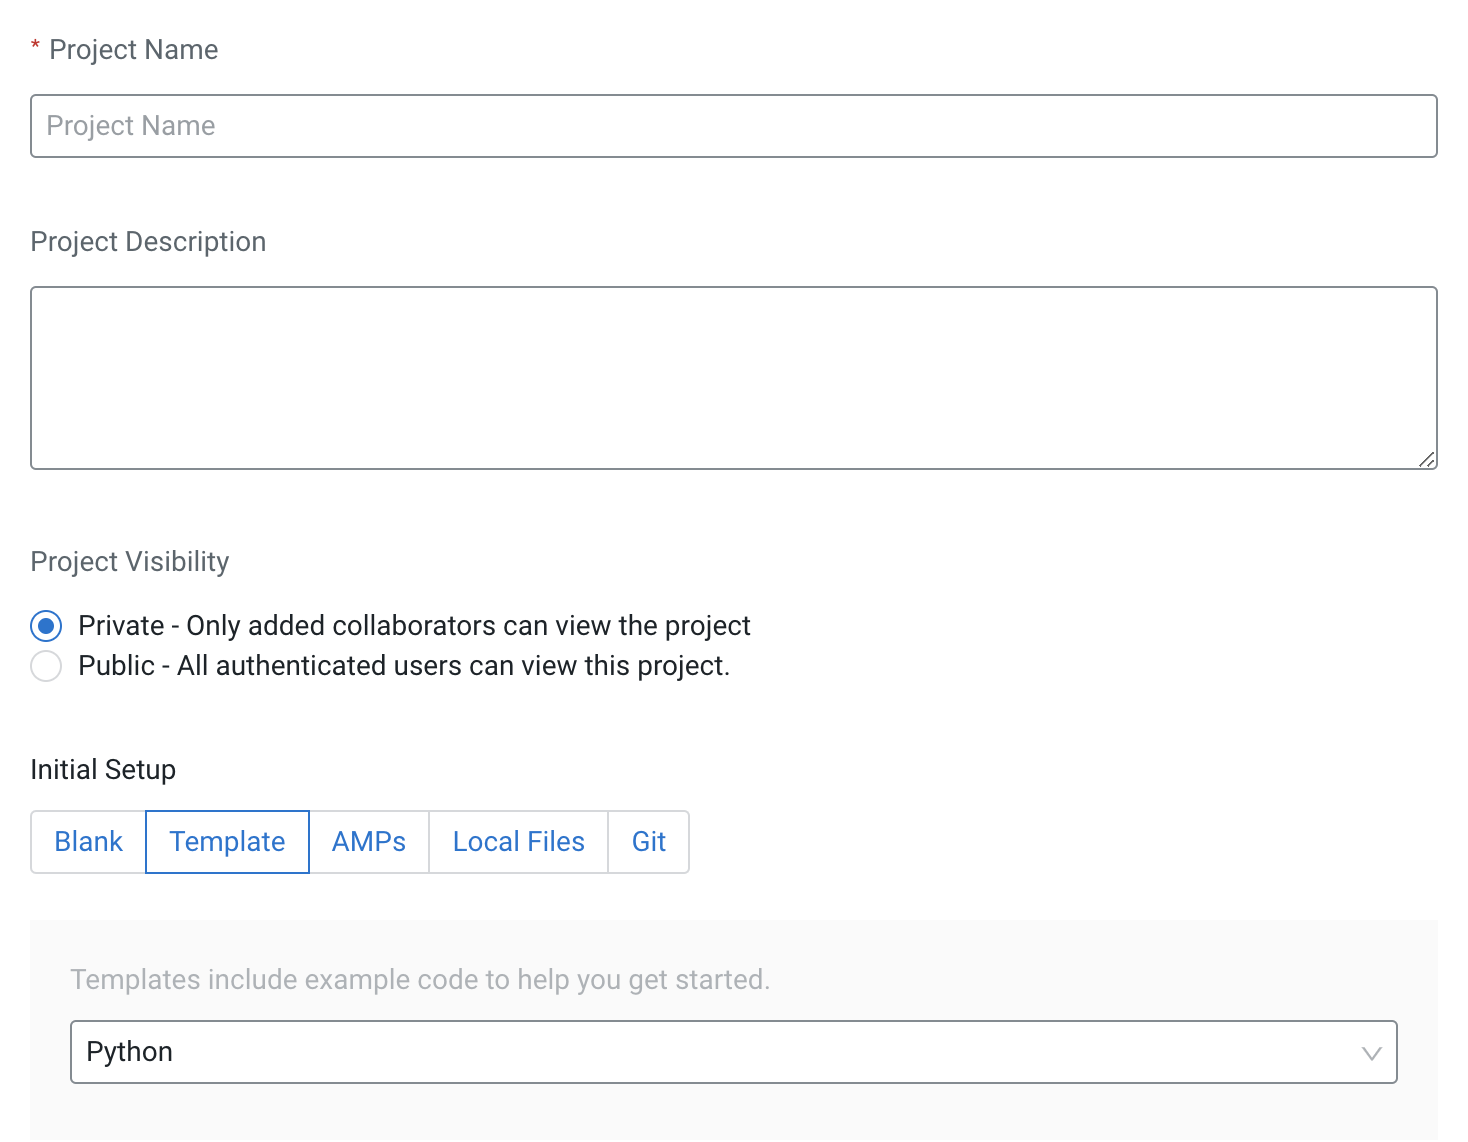 * Project Name
Project Name
Project Description
Project Visibility
Private - Only added collaborators can view the project
Public - All authenticated users can view this project.
Initial Setup
Blank Template AMPs Local Files Git
Templates include example code to help you get started.
Python